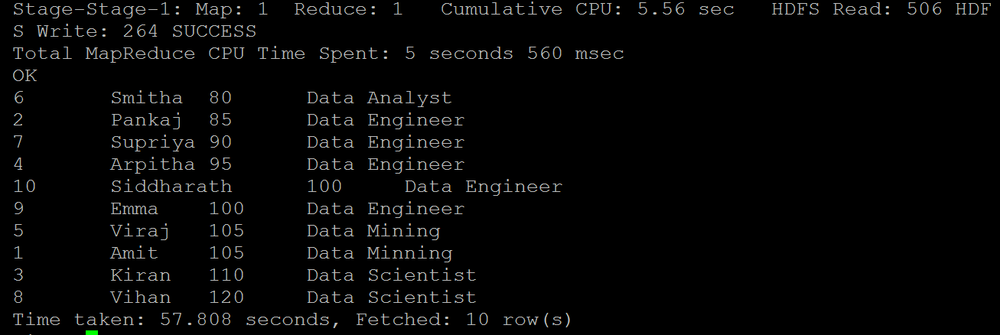 Stage-Stage-1: Map: 1  Reduce: 1   Cumulative CPU: 5.56 sec   HDFS Read: 506 HDF
S Write: 264 SUCCESS
Total MapReduce CPU Time Spent: 5 seconds 560 msec
OK
6       Smitha  80      Data Analyst
2       Pankaj  85      Data Engineer
7       Supriya 90      Data Engineer
4       Arpitha 95      Data Engineer
10      Siddharath      100     Data Engineer
9       Emma    100     Data Engineer
5       Viraj   105     Data Mining
1       Amit    105     Data Minning
3       Kiran   110     Data Scientist
8       Vihan   120     Data Scientist
Time taken: 57.808 seconds, Fetched: 10 row(s)